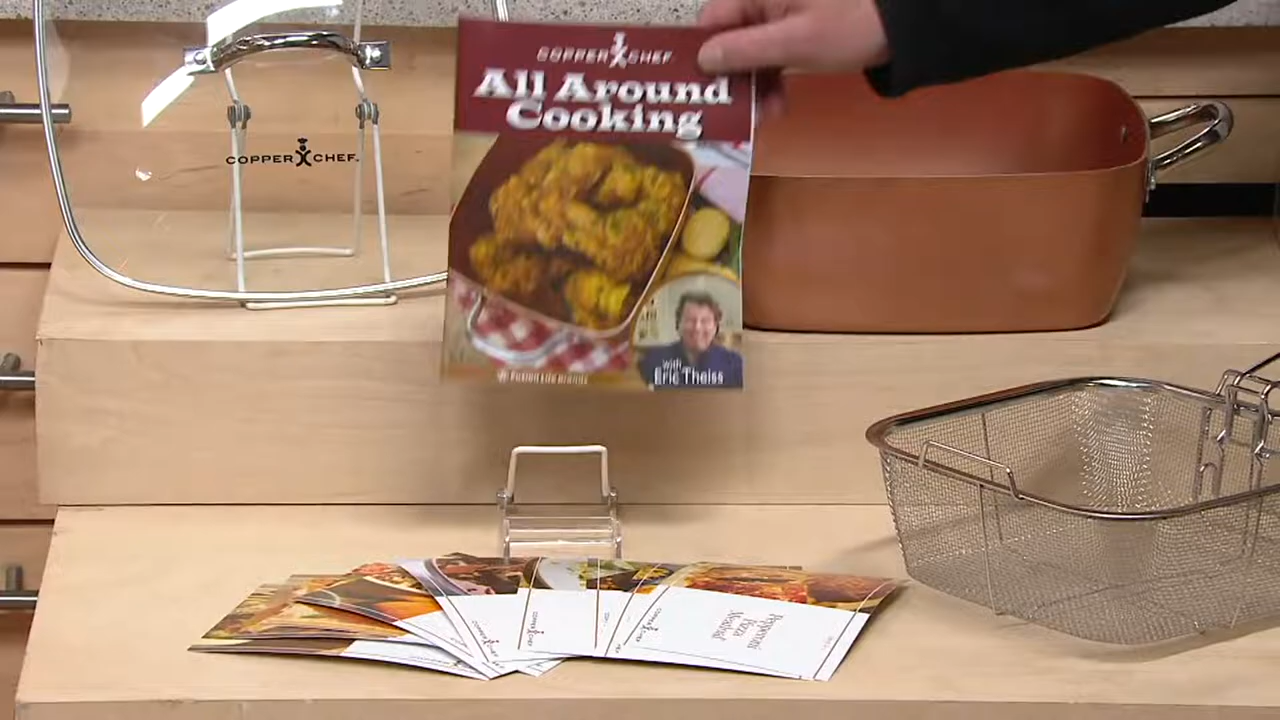 COPPER CHEF
All Around
Cooking
with
Eric Theiss
COPPER CHEF.
Pepperoni
Pizza
Meatloaf